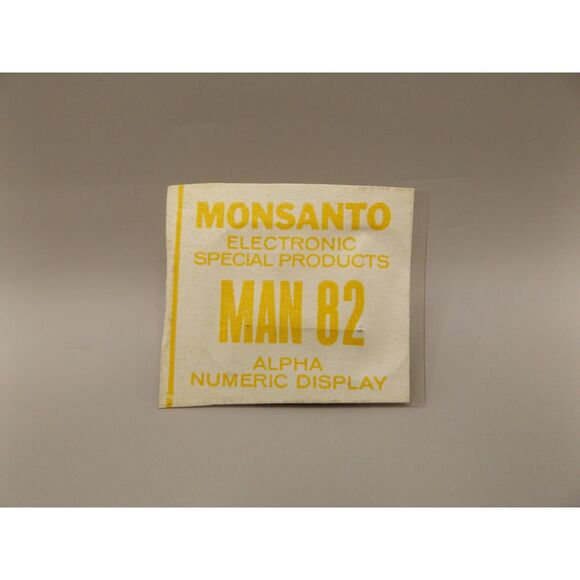 MONSANTO
ELECTRONIC
SPECIAL PRODUCTS
MAN 82
ALPHA
NUMERIC DISPLAY